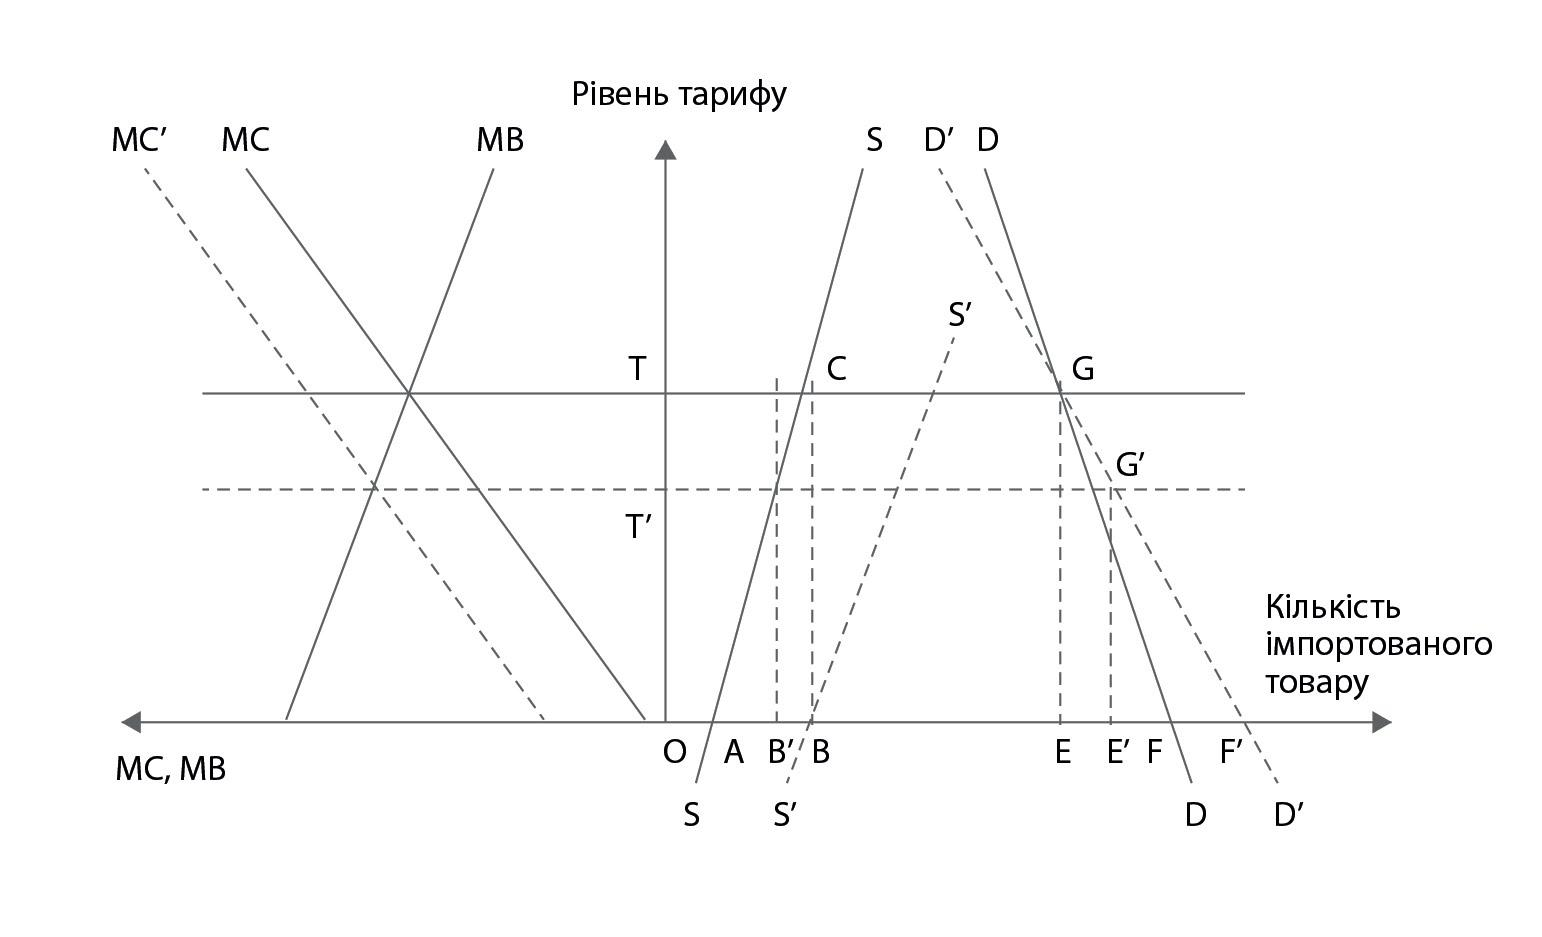 Рівень тарифу
MC′ MC MB S D′ D
S′
T C G
G′
T′
Кількість
імпортованого
товару
O A B′ B E E′ F F′
MC, MB
S S′ D D′